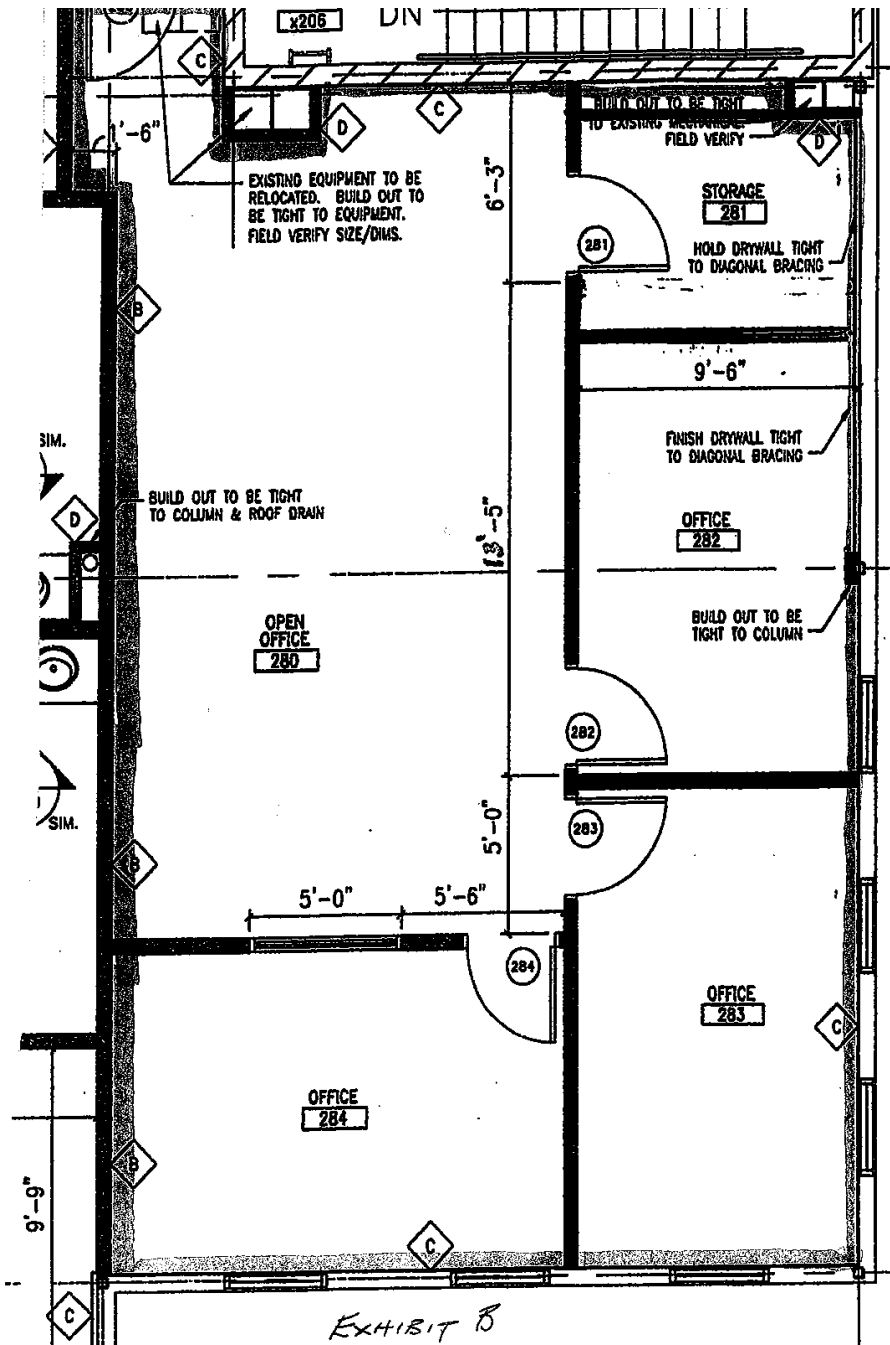 x206
DN
C
C
D
1'-6"
BUILD OUT TO BE TIGHT
TO EXISTING MECHANICAL
FIELD VERIFY
D
EXISTING EQUIPMENT TO BE
RELOCATED. BUILD OUT TO
BE TIGHT TO EQUIPMENT.
FIELD VERIFY SIZE/DIMS.
6'-3"
STORAGE
281
281
HOLD DRYWALL TIGHT
TO DIAGONAL BRACING
B
9'-6"
SIM.
FINISH DRYWALL TIGHT
TO DIAGONAL BRACING
BUILD OUT TO BE TIGHT
TO COLUMN & ROOF DRAIN
D
OFFICE
282
BUILD OUT TO BE
TIGHT TO COLUMN
OPEN
OFFICE
280
282
SIM.
283
5'-0"
B
5'-0"
5'-6"
284
OFFICE
283
C
OFFICE
284
B
9'-9"
C
C
EXHIBIT B